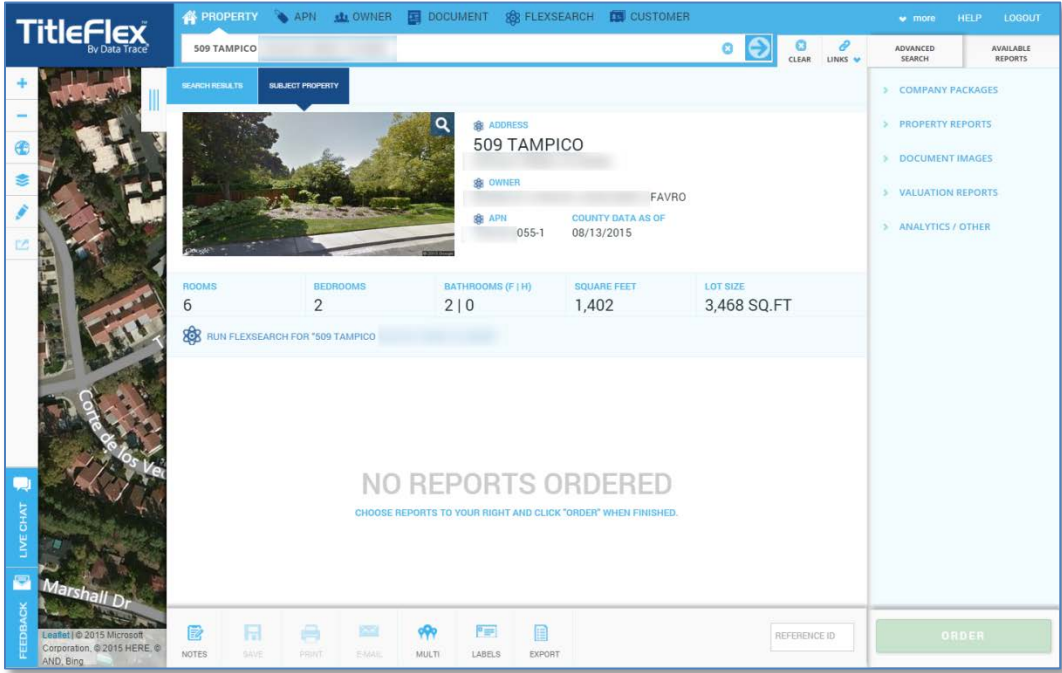 TitleFlex
By Data Trace
PROPERTY APN OWNER DOCUMENT FLEXSEARCH CUSTOMER
more HELP LOGOUT
509 TAMPICO
CLEAR LINKS
ADVANCED SEARCH
AVAILABLE REPORTS
SEARCH RESULTS SUBJECT PROPERTY
COMPANY PACKAGES
PROPERTY REPORTS
DOCUMENT IMAGES
VALUATION REPORTS
ANALYTICS / OTHER
ADDRESS
509 TAMPICO
OWNER
FAVRO
APN COUNTY DATA AS OF
055-1 08/13/2015
Google
ROOMS BEDROOMS BATHROOMS (F | H) SQUARE FEET LOT SIZE
6 2 2 | 0 1,402 3,468 SQ.FT
RUN FLEXSEARCH FOR "509 TAMPICO
Corte de los Vec
Marshall Dr
NO REPORTS ORDERED
CHOOSE REPORTS TO YOUR RIGHT AND CLICK "ORDER" WHEN FINISHED.
LIVE CHAT
FEEDBACK
Leaflet | © 2015 Microsoft
Corporation, © 2015 HERE, ©
AND, Bing
NOTES SAVE PRINT E-MAIL MULTI LABELS EXPORT
REFERENCE ID
ORDER